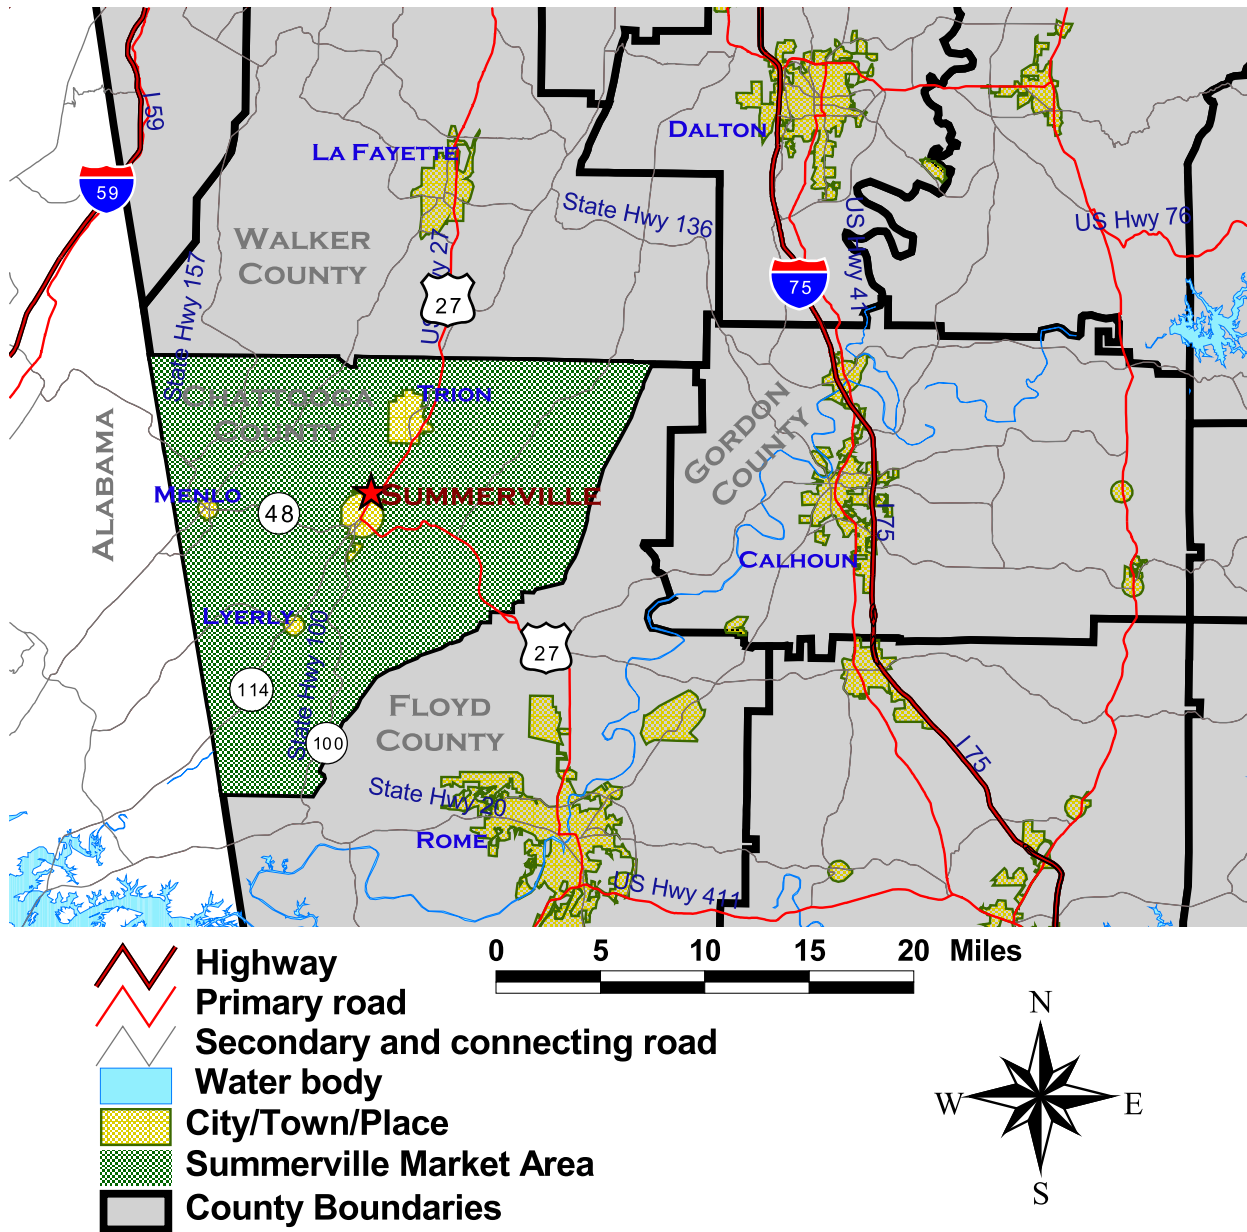 I 59
59
LA FAYETTE
DALTON
WALKER
COUNTY
State Hwy 136
US Hwy 41
US Hwy 76
State Hwy 157
US Hwy 27
27
75
CHATTOOGA
COUNTY
TRION
GORDON
COUNTY
ALABAMA
MENLO
48
SUMMERVILLE
I 75
CALHOUN
LYERLY
State Hwy 100
27
114
100
FLOYD
COUNTY
I 75
State Hwy 20
ROME
US Hwy 411
0 5 10 15 20 Miles
Highway
Primary road
Secondary and connecting road
Water body
City/Town/Place
Summerville Market Area
County Boundaries
N
W E
S